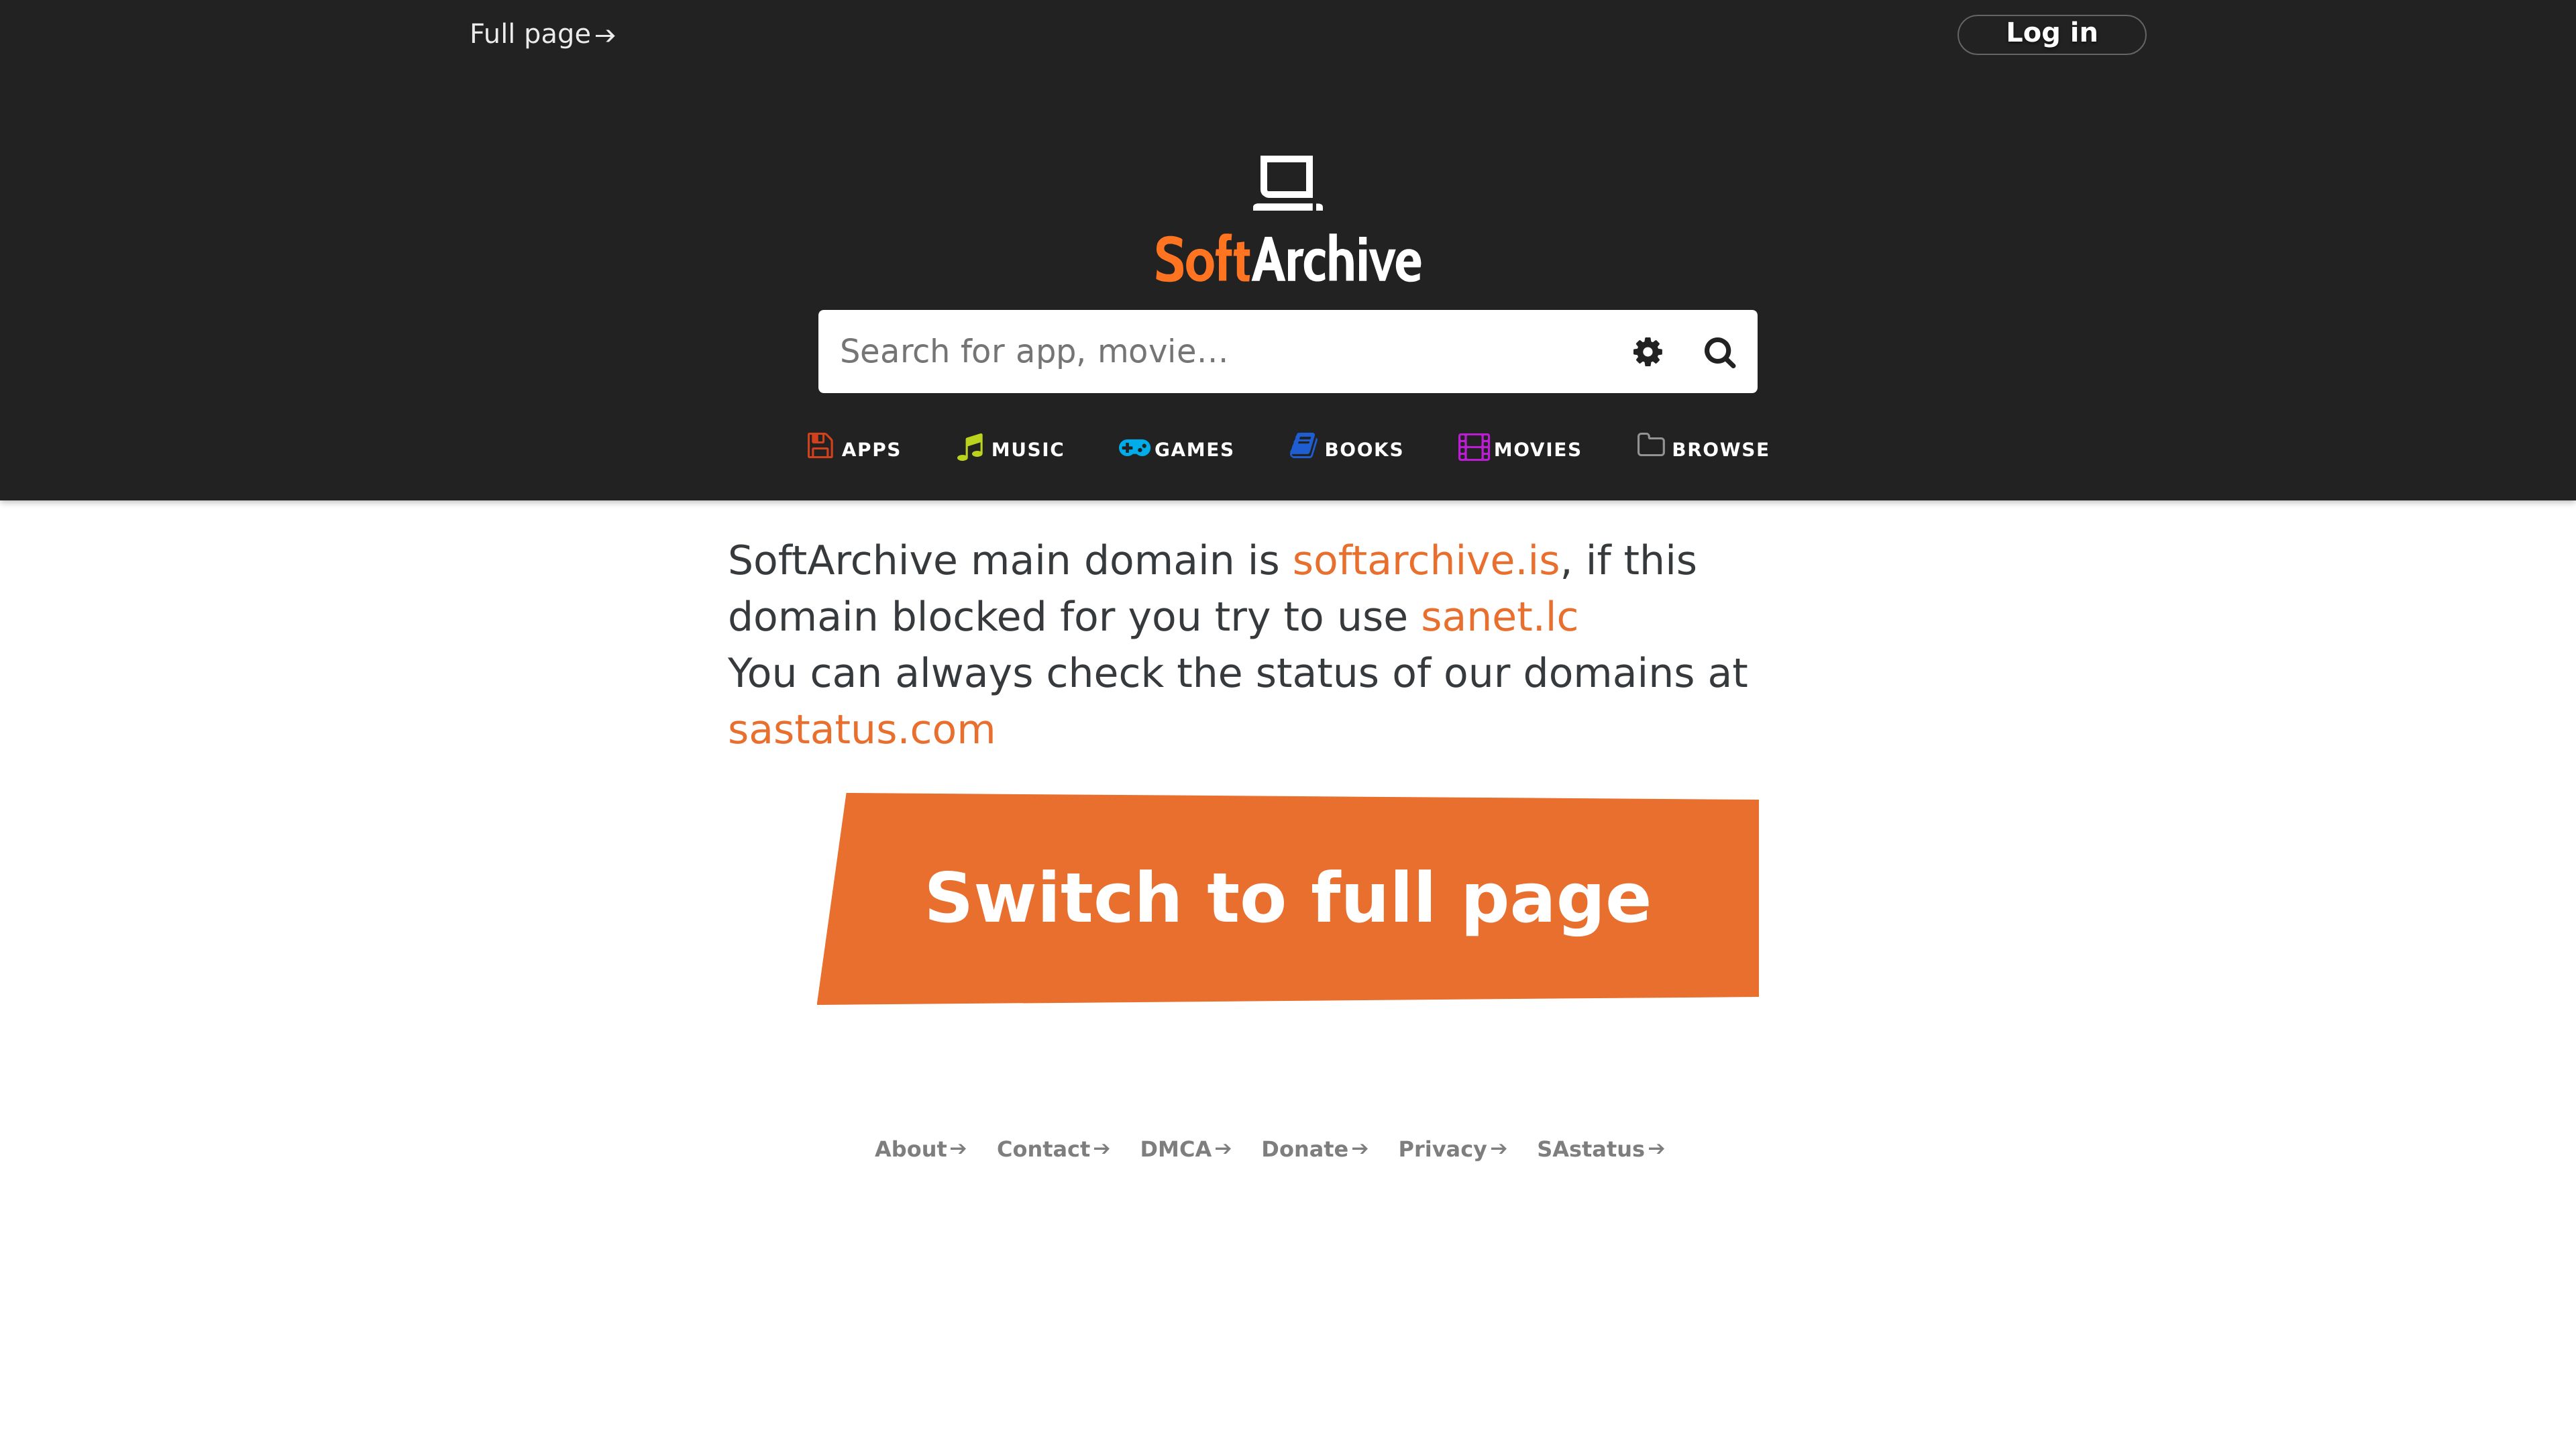 Full page→
Log in
SoftArchive
Search for app, movie...
APPS MUSIC GAMES BOOKS MOVIES BROWSE
SoftArchive main domain is softarchive.is, if this
domain blocked for you try to use sanet.lc
You can always check the status of our domains at
sastatus.com
Switch to full page
About→ Contact→ DMCA→ Donate→ Privacy→ SAstatus→